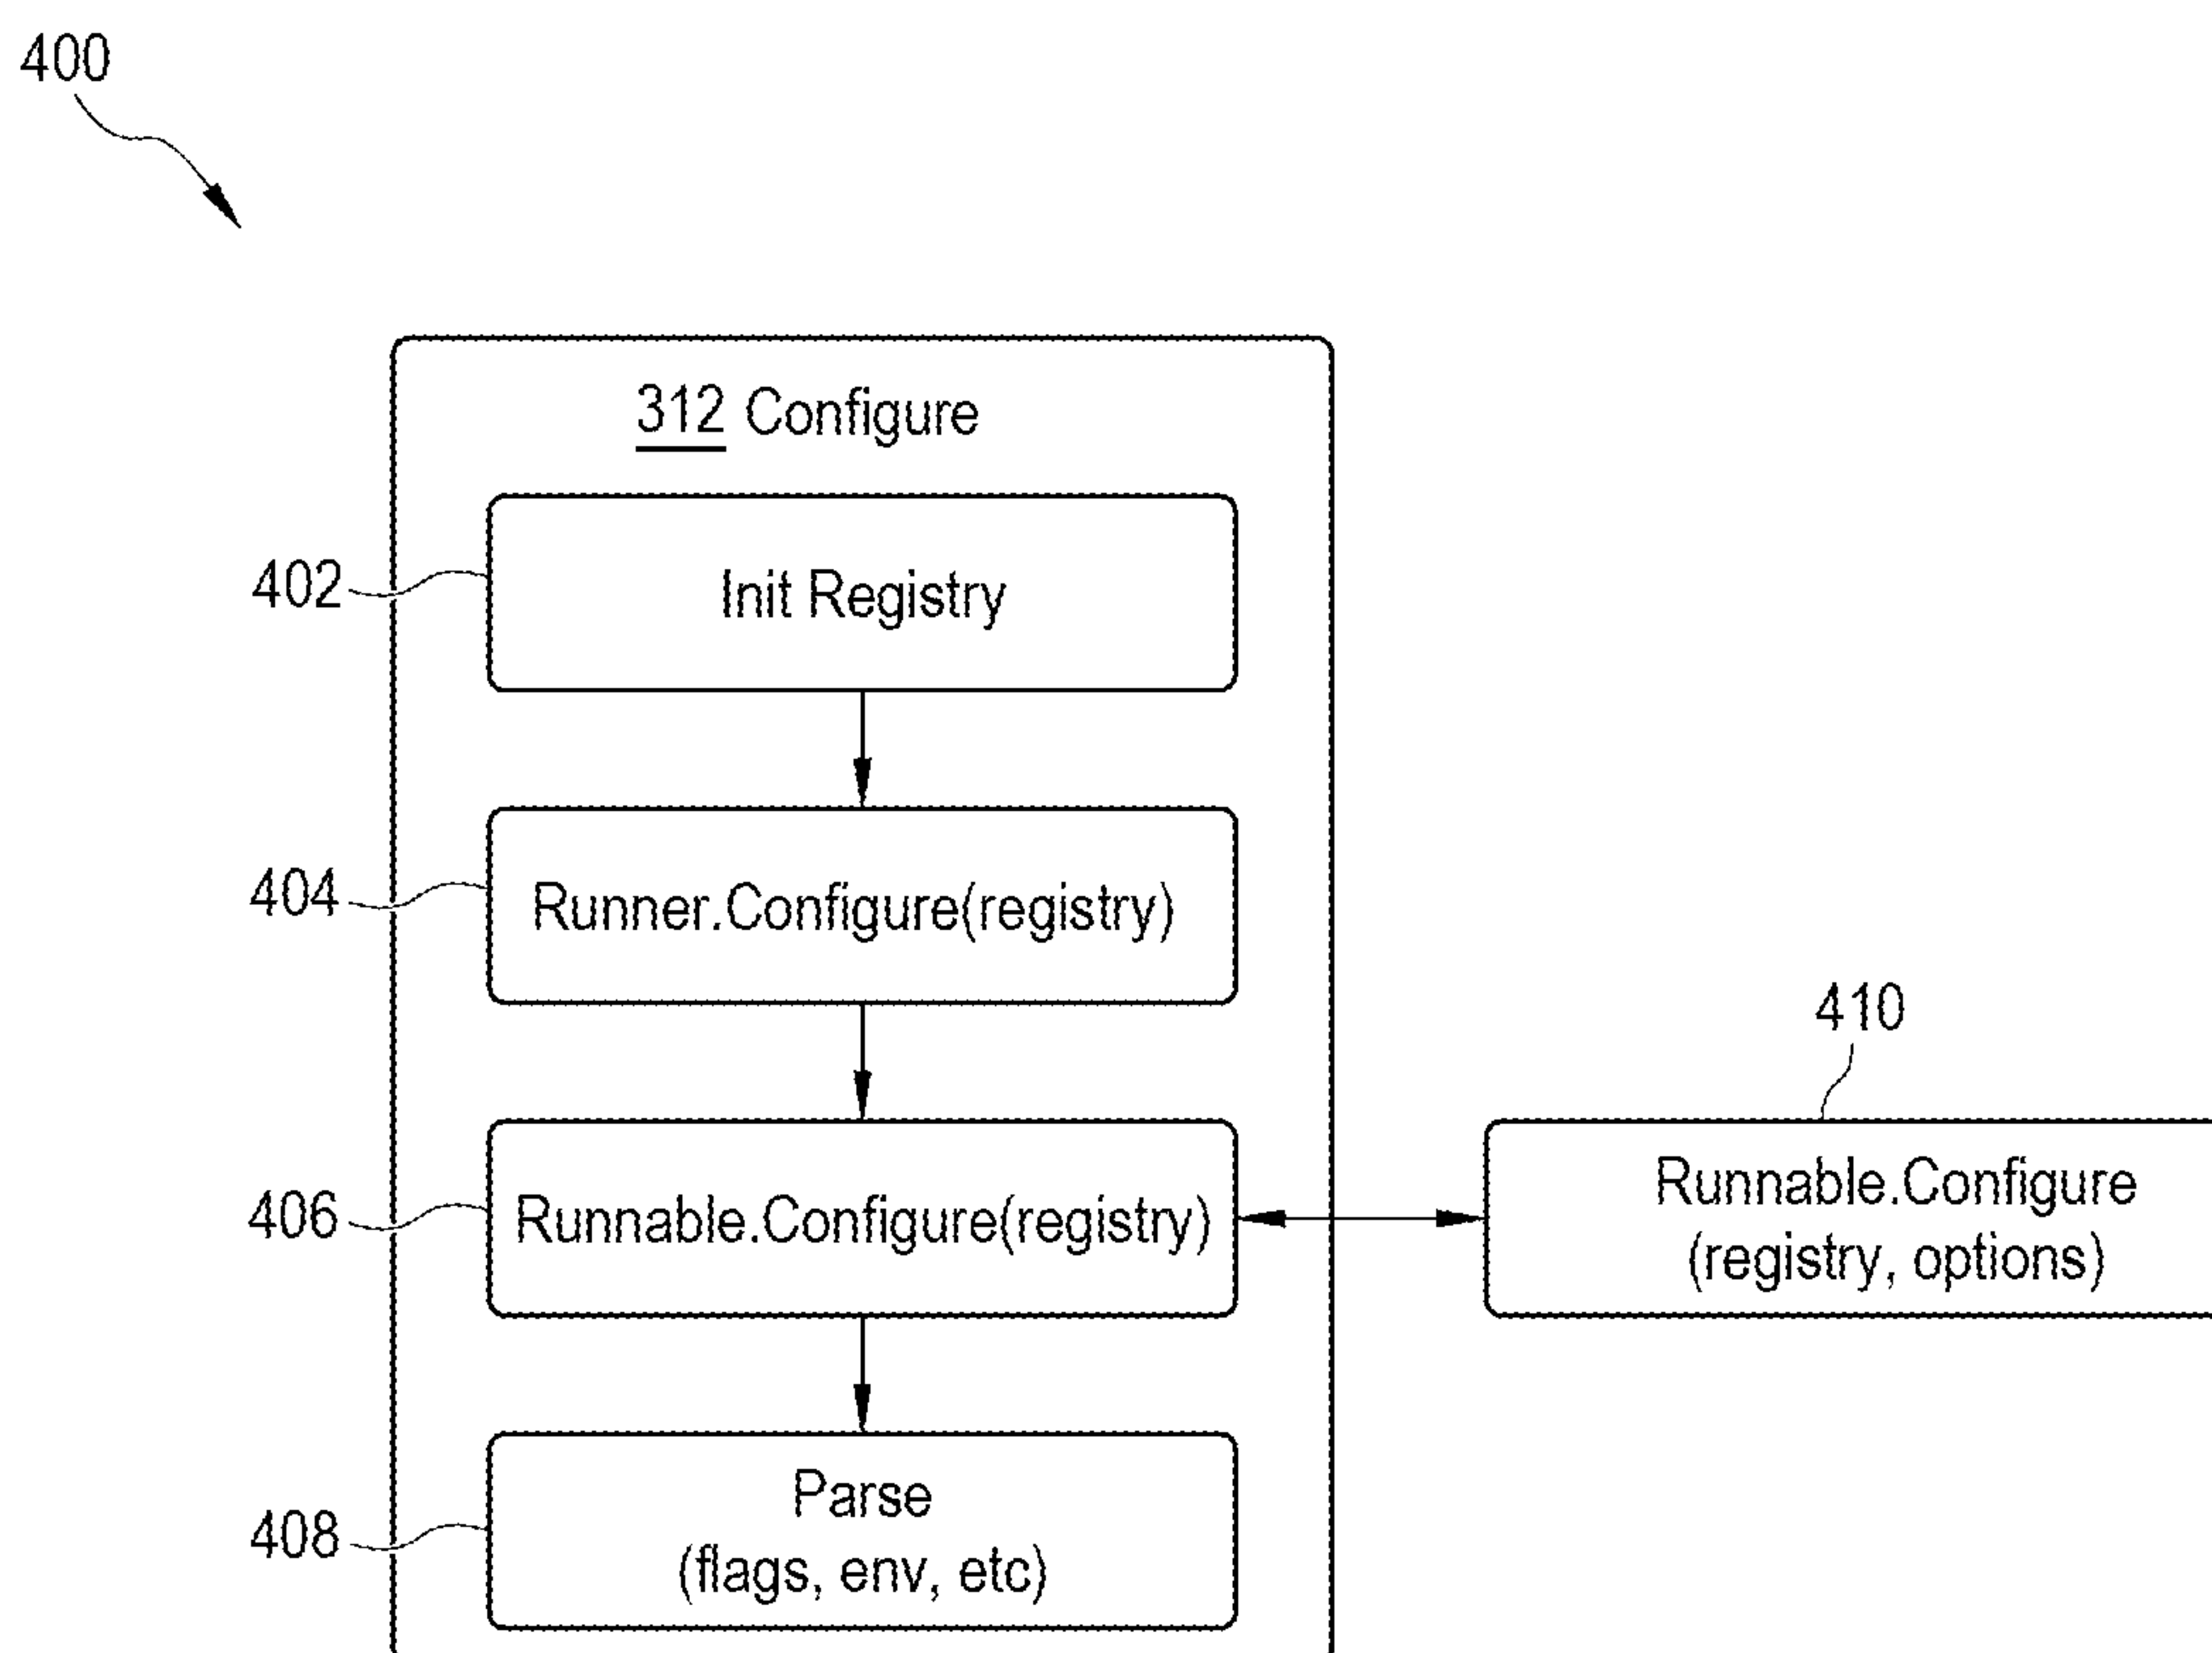 400
312 Configure
402
Init Registry
404
Runner.Configure(registry)
410
406
Runnable.Configure(registry)
Runnable.Configure
(registry, options)
408
Parse
(flags, env, etc)